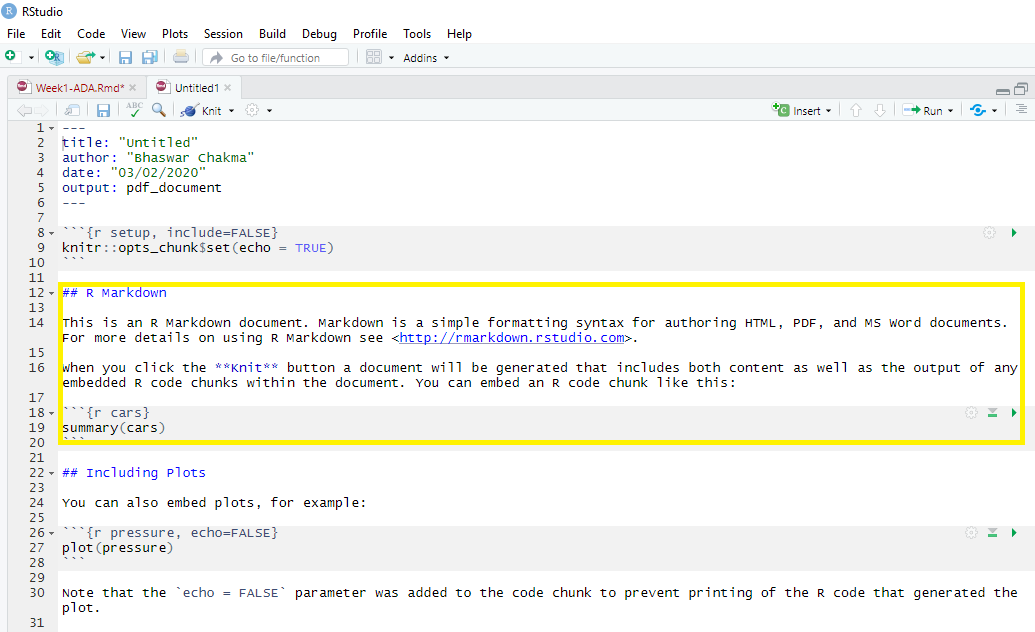 RStudio
File Edit Code View Plots Session Build Debug Profile Tools Help
Go to file/function Addins
Week1-ADA.Rmd* Untitled1
ABC Knit Insert Run
1 ---
2 title: "Untitled"
3 author: "Bhaswar Chakma"
4 date: "03/02/2020"
5 output: pdf_document
6 ---
7
8 ```{r setup, include=FALSE}
9 knitr::opts_chunk$set(echo = TRUE)
10 ```
11
12 ## R Markdown
13
14 This is an R Markdown document. Markdown is a simple formatting syntax for authoring HTML, PDF, and MS Word documents.
For more details on using R Markdown see <http://rmarkdown.rstudio.com>.
15
16 When you click the **Knit** button a document will be generated that includes both content as well as the output of any
embedded R code chunks within the document. You can embed an R code chunk like this:
17
18 ```{r cars}
19 summary(cars)
20 ```
21
22 ## Including Plots
23
24 You can also embed plots, for example:
25
26 ```{r pressure, echo=FALSE}
27 plot(pressure)
28 ```
29
30 Note that the `echo = FALSE` parameter was added to the code chunk to prevent printing of the R code that generated the
plot.
31